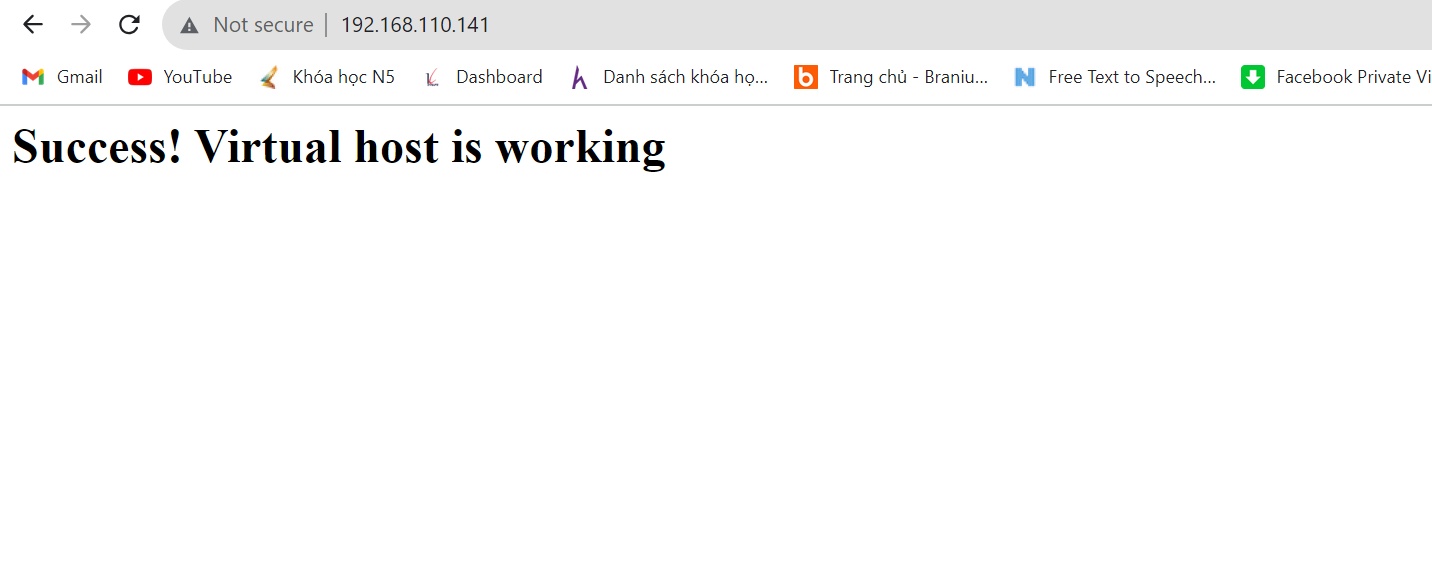 Not secure | 192.168.110.141
Gmail YouTube Khóa học N5 Dashboard Danh sách khóa họ... Trang chủ - Braniu... Free Text to Speech... Facebook Private Vi
Success! Virtual host is working